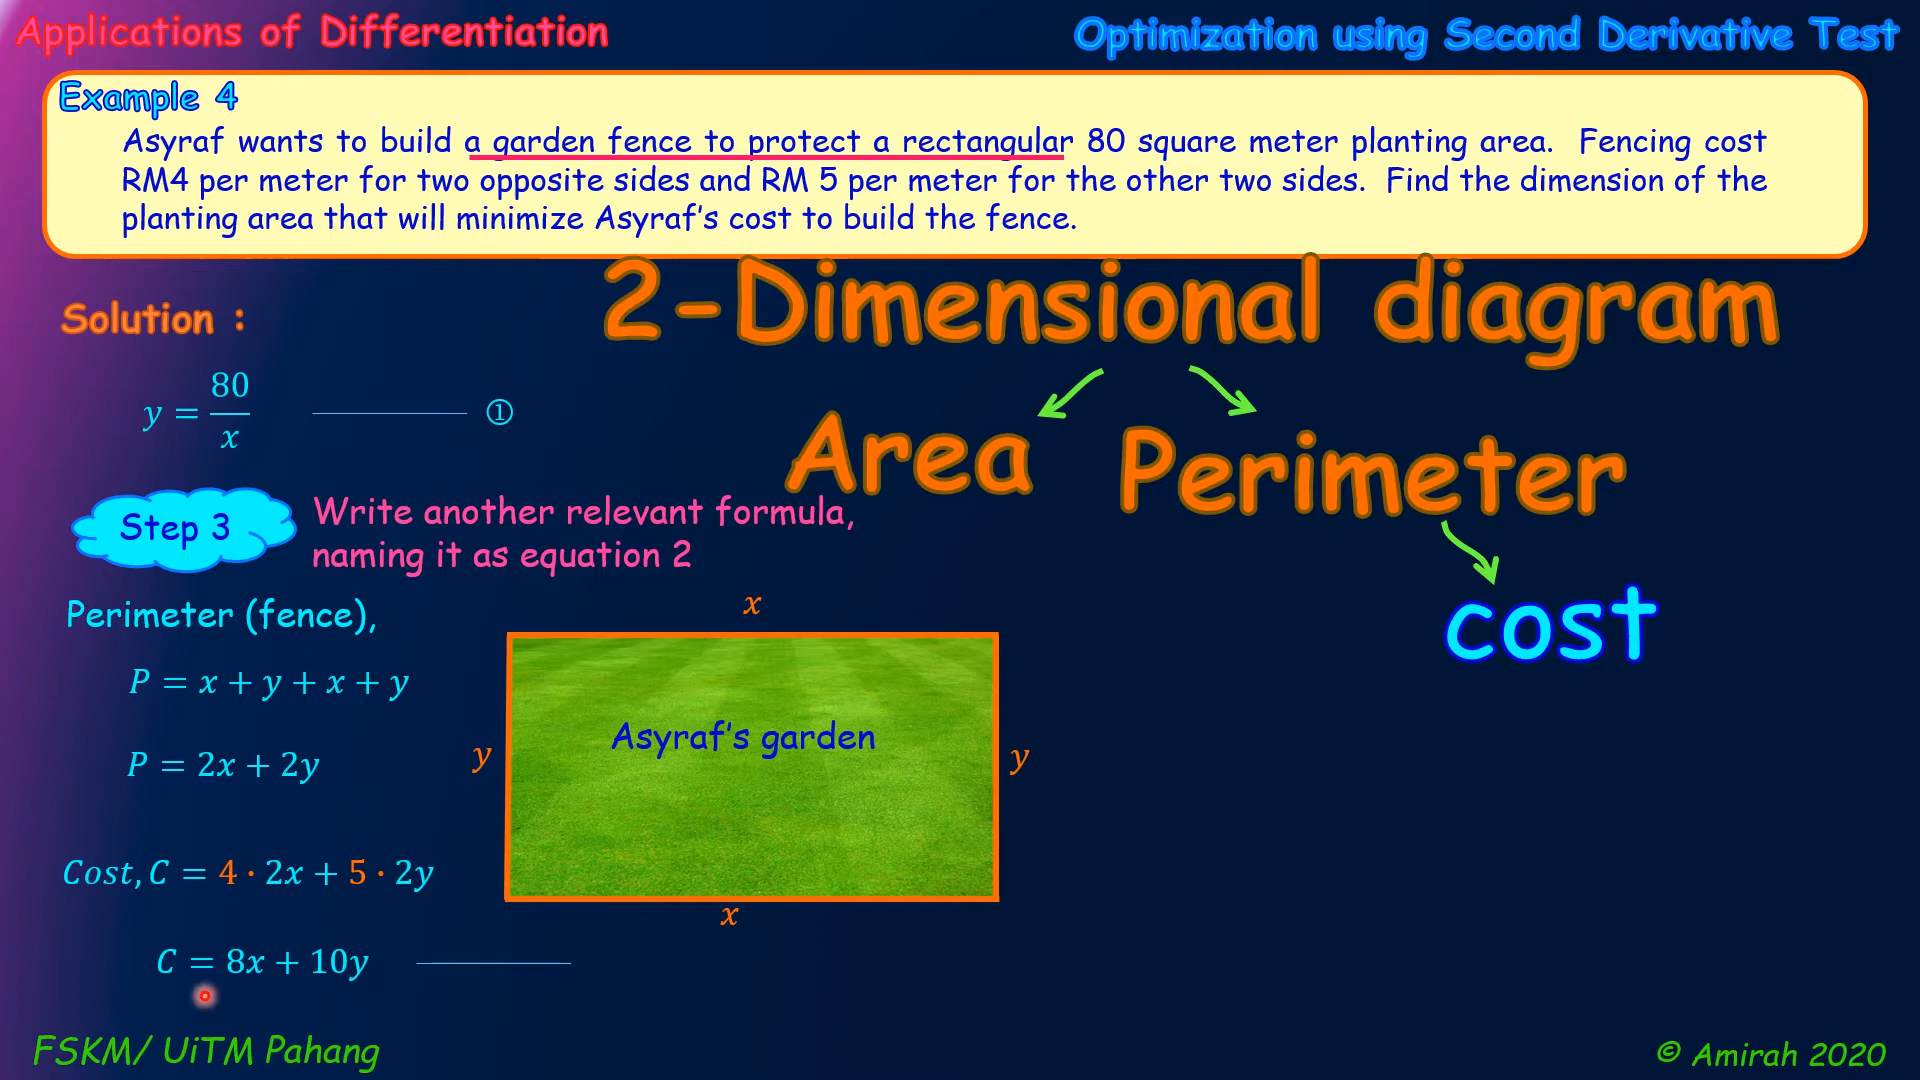 Applications of Differentiation
Optimization using Second Derivative Test
Example 4
Asyraf wants to build a garden fence to protect a rectangular 80 square meter planting area. Fencing cost
RM4 per meter for two opposite sides and RM 5 per meter for the other two sides. Find the dimension of the
planting area that will minimize Asyraf's cost to build the fence.
2-Dimensional diagram
Solution :
y = 80/x ①
Area Perimeter
Step 3
Write another relevant formula,
naming it as equation 2
cost
Perimeter (fence),
x
P = x + y + x + y
Asyraf's garden
y
y
P = 2x + 2y
Cost, C = 4 · 2x + 5 · 2y
x
C = 8x + 10y
FSKM/ UiTM Pahang
© Amirah 2020